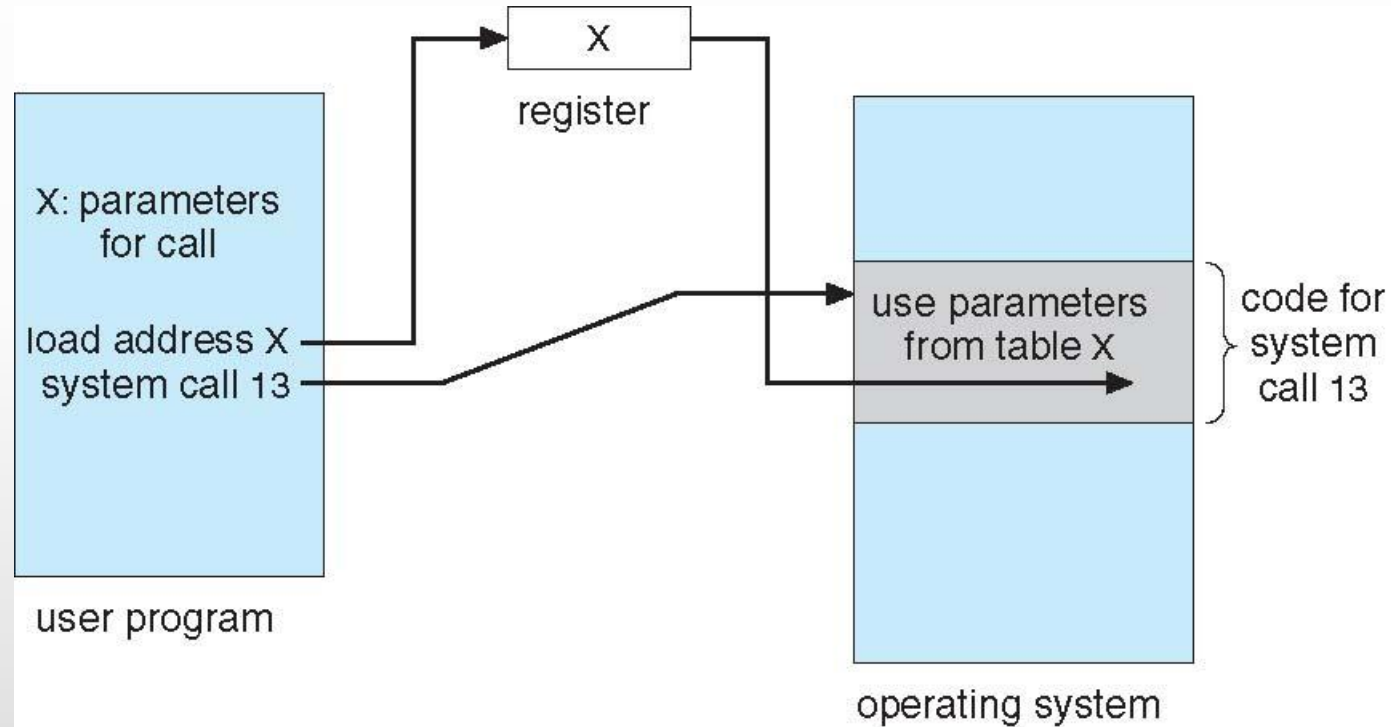 X
register
X: parameters
for call
load address X
system call 13
user program
use parameters
from table X
code for
system
call 13
operating system